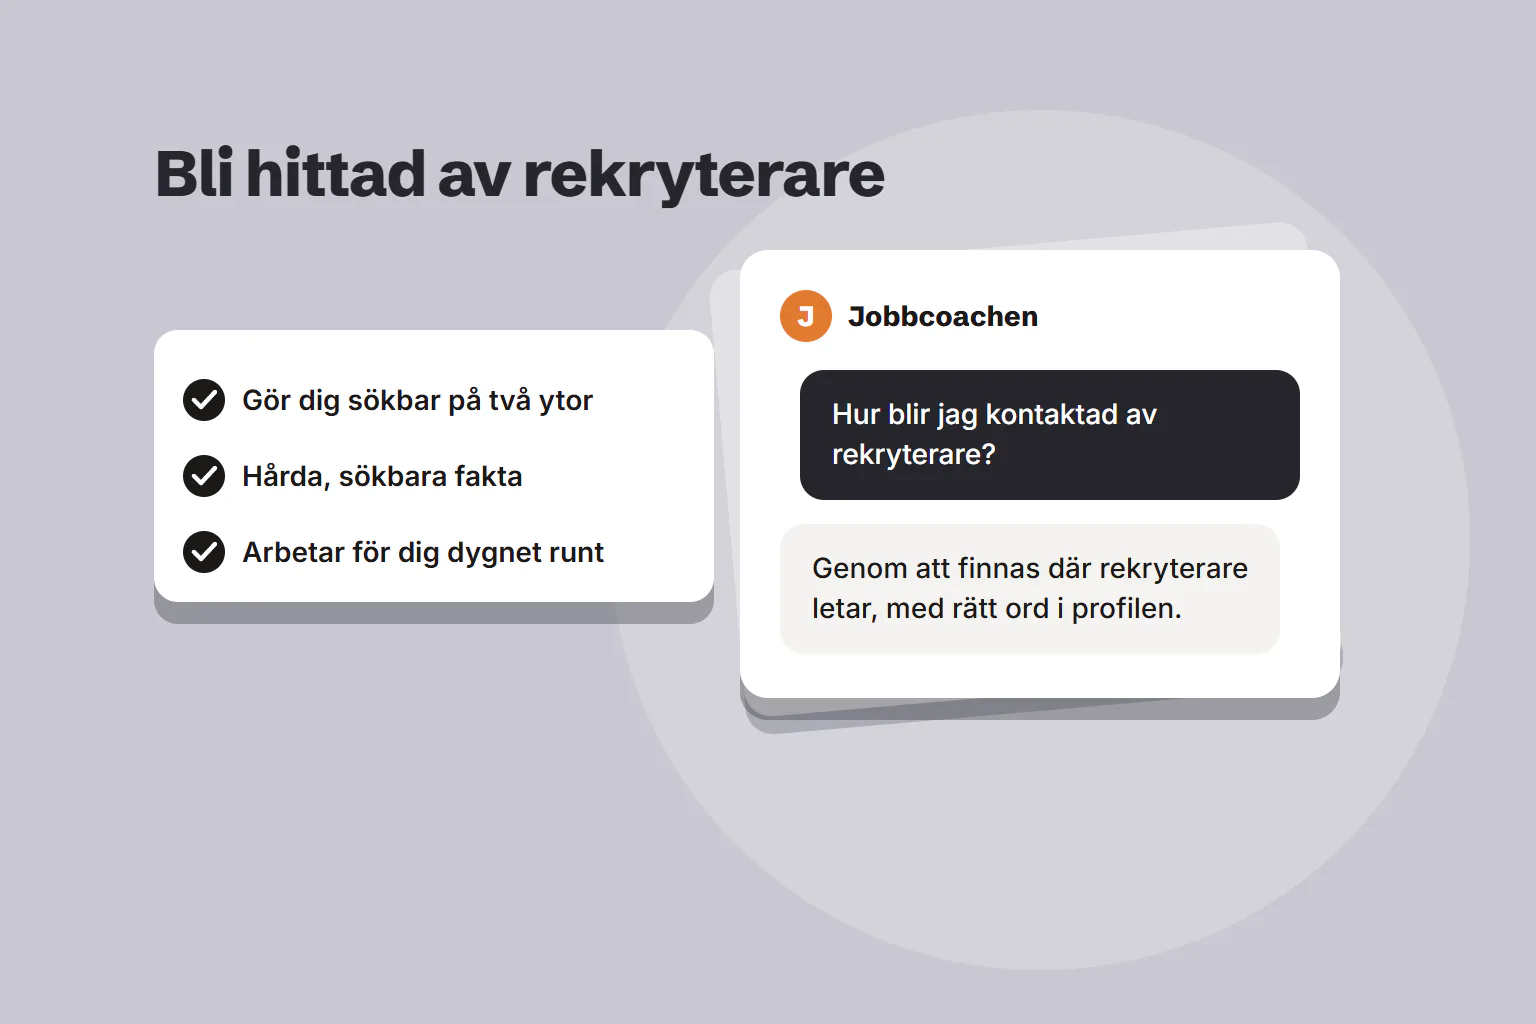 Bli hittad av rekryterare
Gör dig sökbar på två ytor
Hårda, sökbara fakta
Arbetar för dig dygnet runt
J Jobbcoachen
Hur blir jag kontaktad av
rekryterare?
Genom att finnas där rekryterare
letar, med rätt ord i profilen.